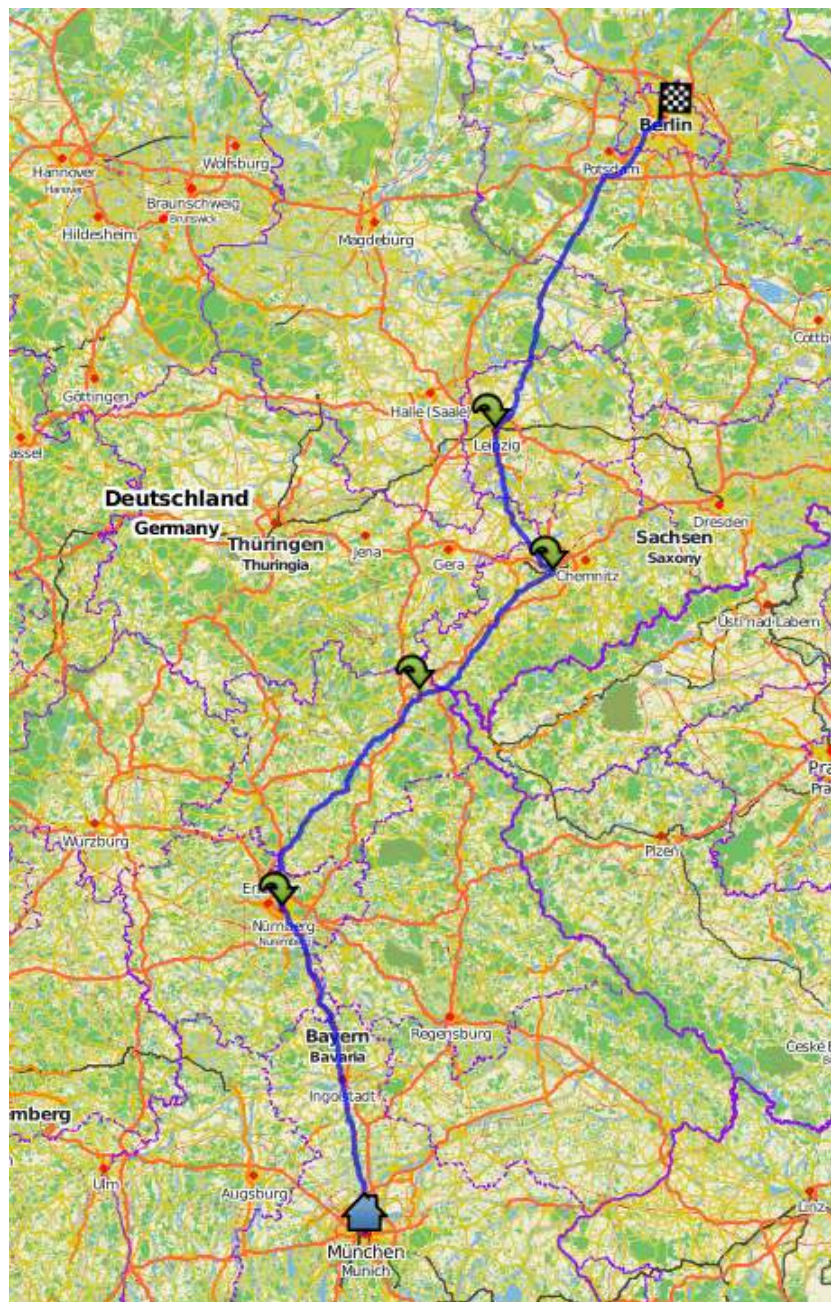 Berlin
Potsdam
Wolfsburg
Hannover
Hanover
Braunschweig
Brunswick
Hildesheim
Magdeburg
Göttingen
Halle (Saale)
Leipzig
Deutschland
Germany
Thüringen
Thuringia
Jena
Gera
Chemnitz
Dresden
Sachsen
Saxony
Ústí nad Labem
Würzburg
Plzeň
Nürnberg
Nuremberg
Regensburg
Bayern
Bavaria
Ingolstadt
Augsburg
Ulm
München
Munich